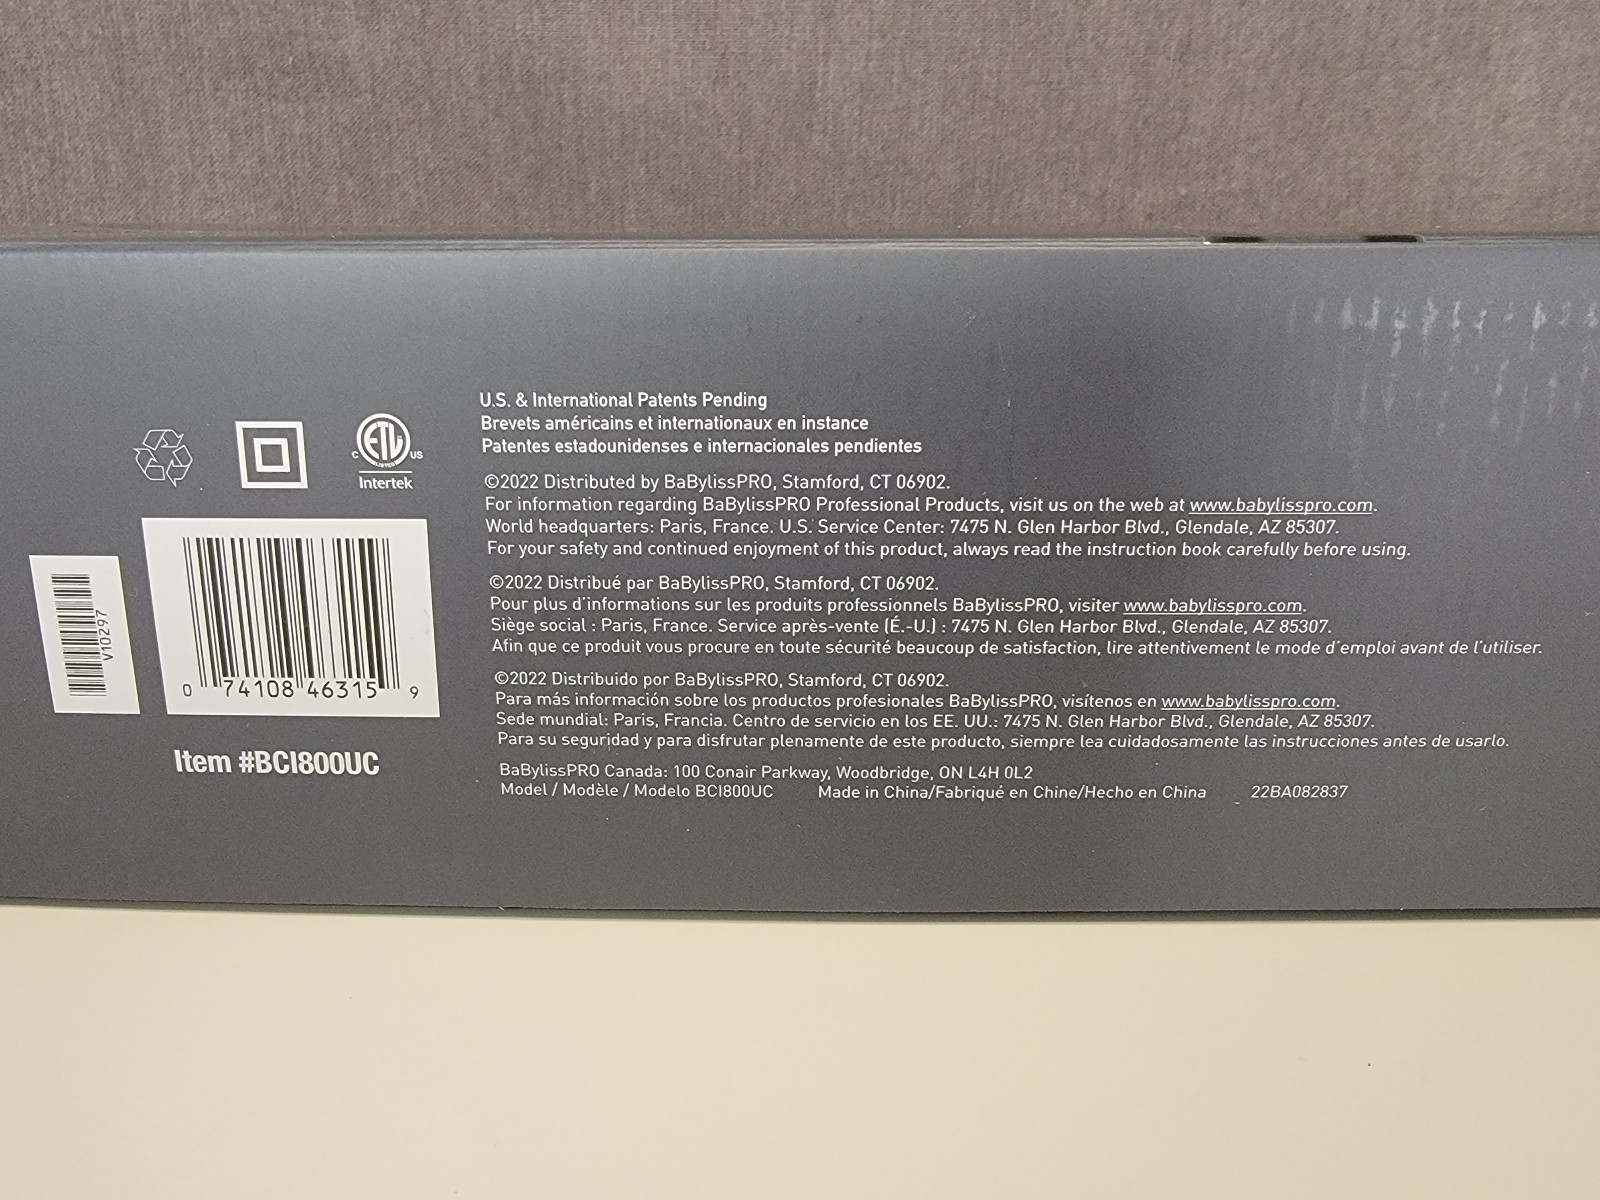 U.S. & International Patents Pending
Brevets américains et internationaux en instance
Patentes estadounidenses e internacionales pendientes
C ETL LISTED US
Intertek
©2022 Distributed by BaBylissPRO, Stamford, CT 06902.
For information regarding BaBylissPRO Professional Products, visit us on the web at www.babylisspro.com.
World headquarters: Paris, France. U.S. Service Center: 7475 N. Glen Harbor Blvd., Glendale, AZ 85307.
For your safety and continued enjoyment of this product, always read the instruction book carefully before using.
©2022 Distribué par BaBylissPRO, Stamford, CT 06902.
Pour plus d'informations sur les produits professionnels BaBylissPRO, visiter www.babylisspro.com.
Siège social : Paris, France. Service après-vente (É.-U.) : 7475 N. Glen Harbor Blvd., Glendale, AZ 85307.
Afin que ce produit vous procure en toute sécurité beaucoup de satisfaction, lire attentivement le mode d'emploi avant de l'utiliser.
©2022 Distribuido por BaBylissPRO, Stamford, CT 06902.
Para más información sobre los productos profesionales BaBylissPRO, visítenos en www.babylisspro.com.
Sede mundial: Paris, Francia. Centro de servicio en los EE. UU.: 7475 N. Glen Harbor Blvd., Glendale, AZ 85307.
Para su seguridad y para disfrutar plenamente de este producto, siempre lea cuidadosamente las instrucciones antes de usarlo.
BaBylissPRO Canada: 100 Conair Parkway, Woodbridge, ON L4H 0L2
Model / Modèle / Modelo BCI800UC Made in China/Fabriqué en Chine/Hecho en China 22BA082837
V10297
0 74108 46315 9
Item #BCI800UC